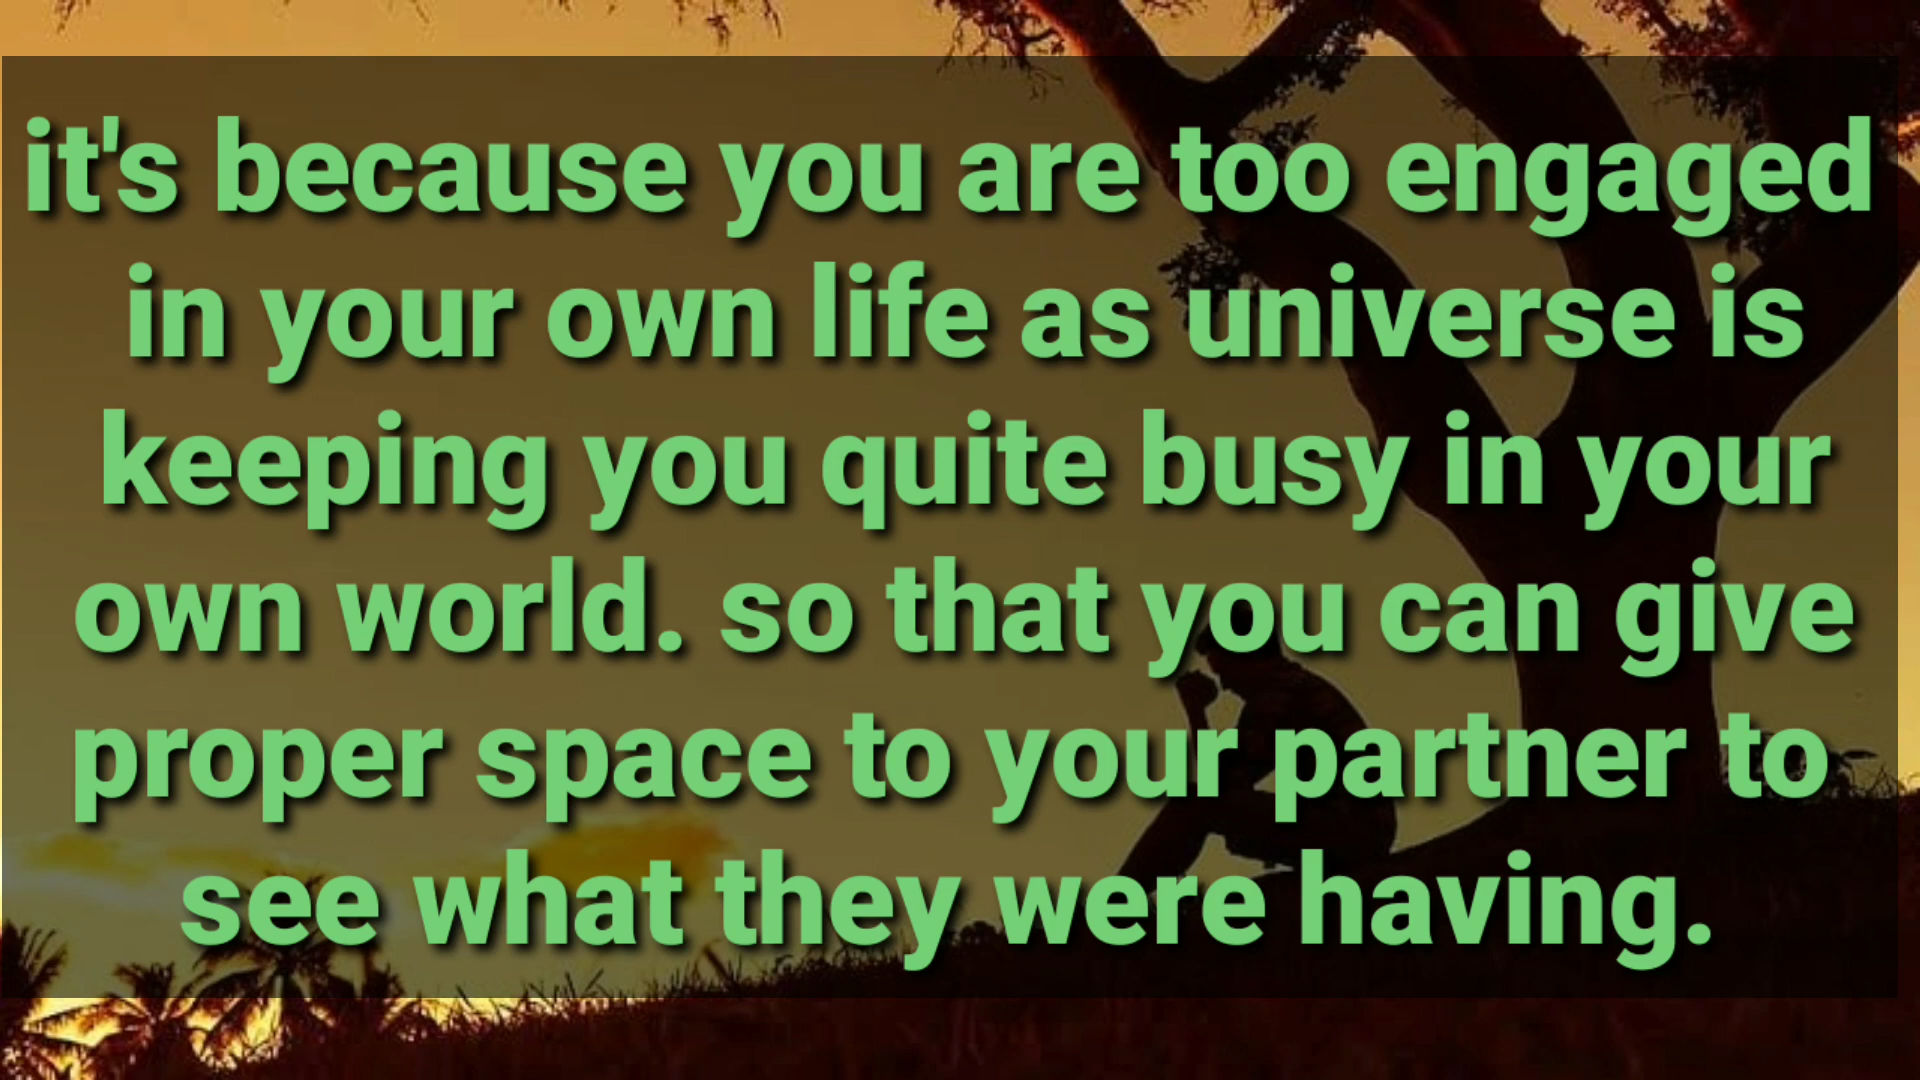 it's because you are too engaged
in your own life as universe is
keeping you quite busy in your
own world. so that you can give
proper space to your partner to
see what they were having.